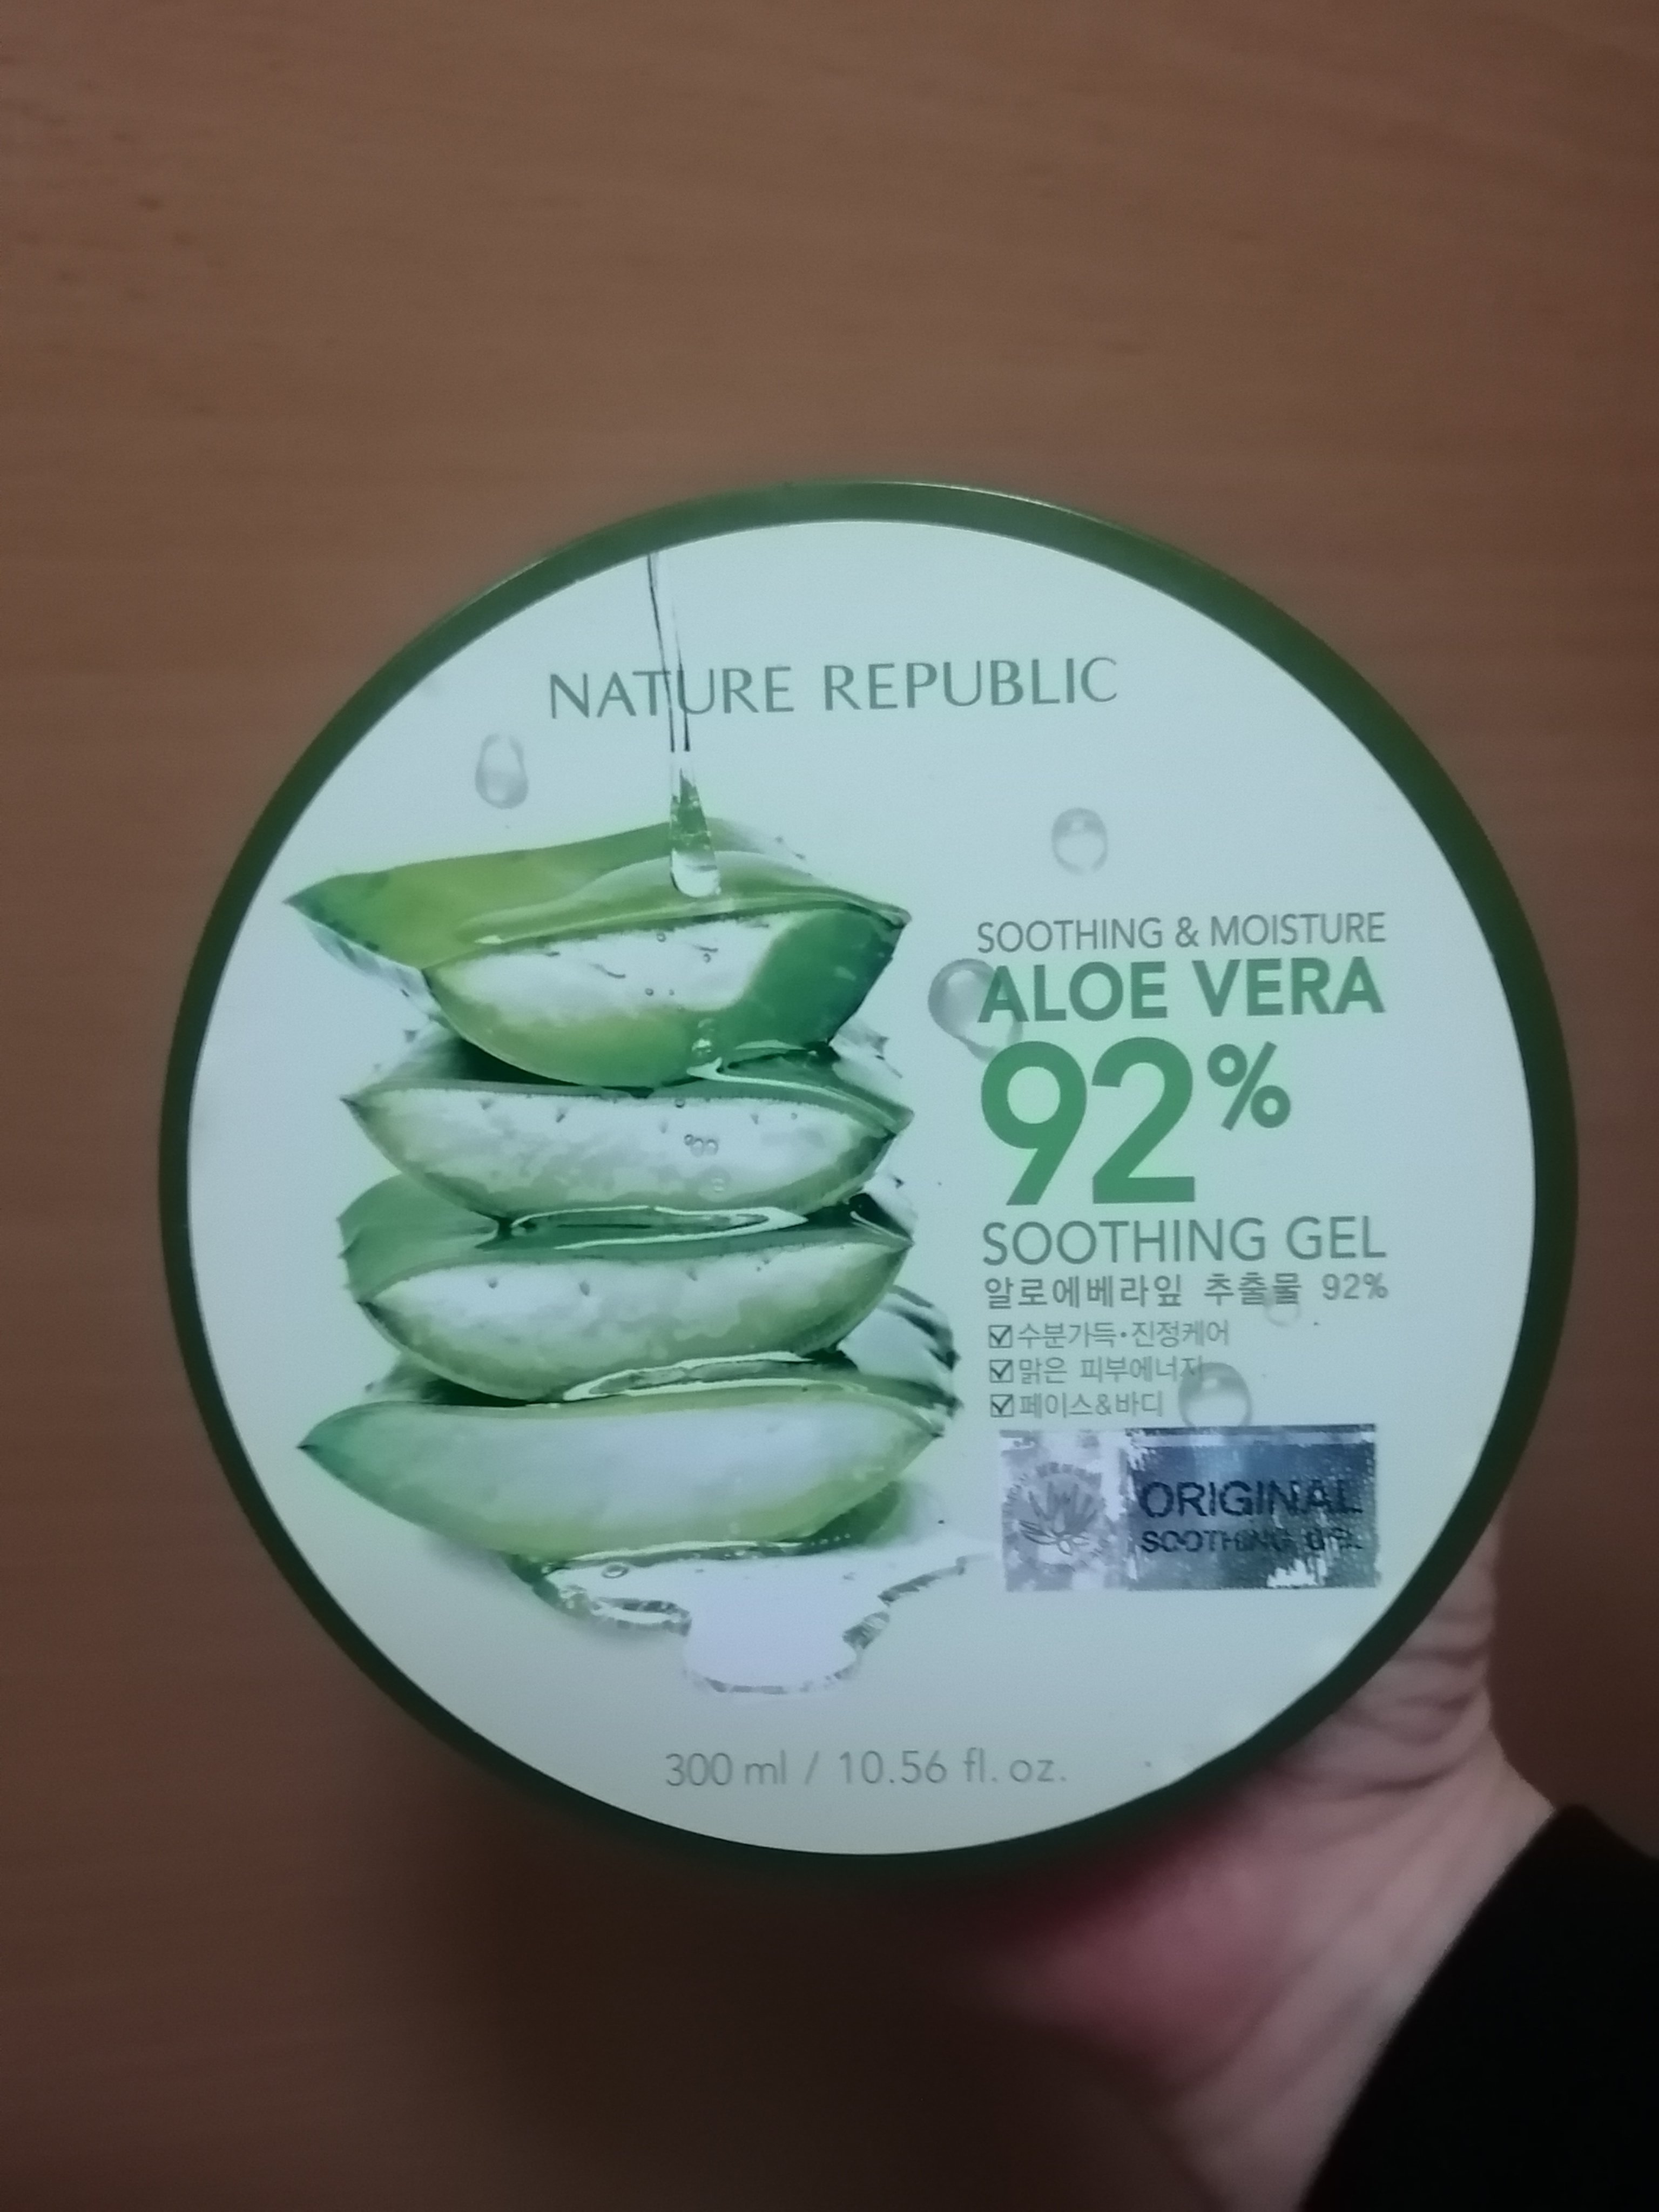 NATURE REPUBLIC
SOOTHING & MOISTURE
ALOE VERA
92%
SOOTHING GEL
알로에베라잎 추출물 92%
☑수분가득·진정케어
☑맑은 피부에너지
☑페이스&바디
ORIGINAL
SOOTHING GEL
300 ml / 10.56 fl. oz.